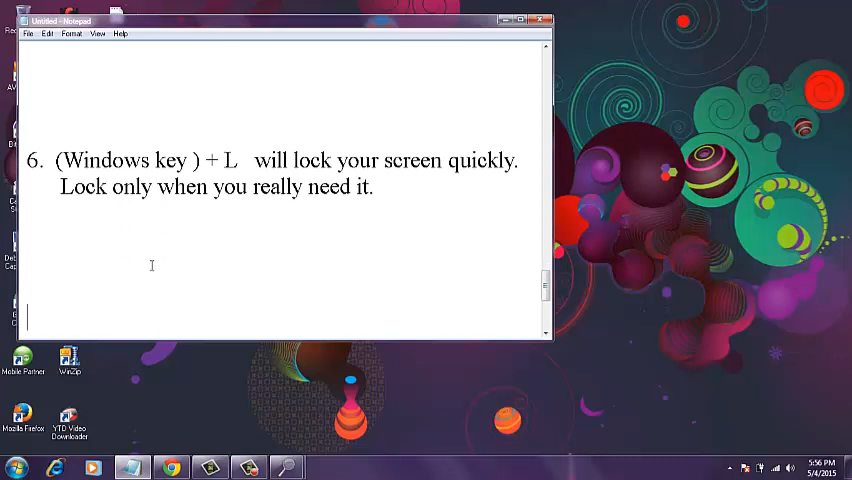 Untitled - Notepad
File Edit Format View Help
6. (Windows key ) + L will lock your screen quickly.
Lock only when you really need it.
Mobile Partner
WinZip
Mozilla Firefox
YTD Video Downloader
5:56 PM
5/4/2015